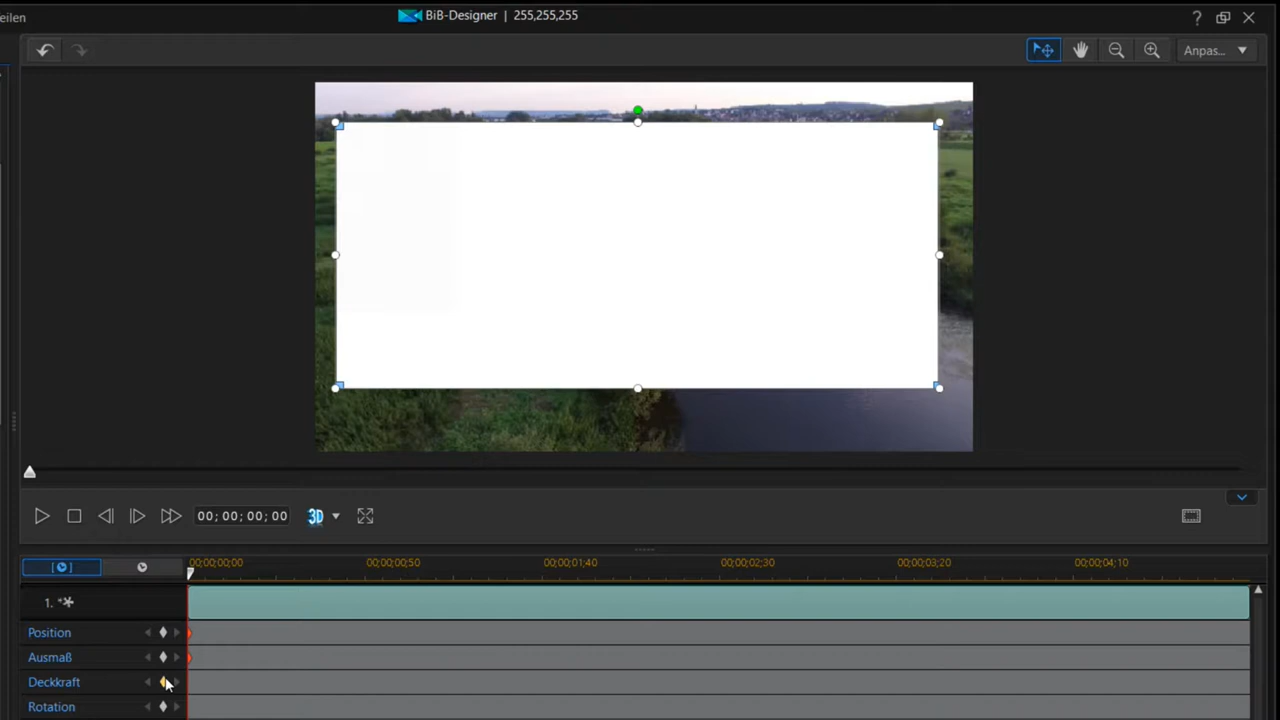 eilen
BiB-Designer | 255,255,255
?
Anpas...
00; 00; 00; 00
3D
00;00;00;00 00;00;00;50 00;00;01;40 00;00;02;30 00;00;03;20 00;00;04;10
1. *
Position
Ausmaß
Deckkraft
Rotation